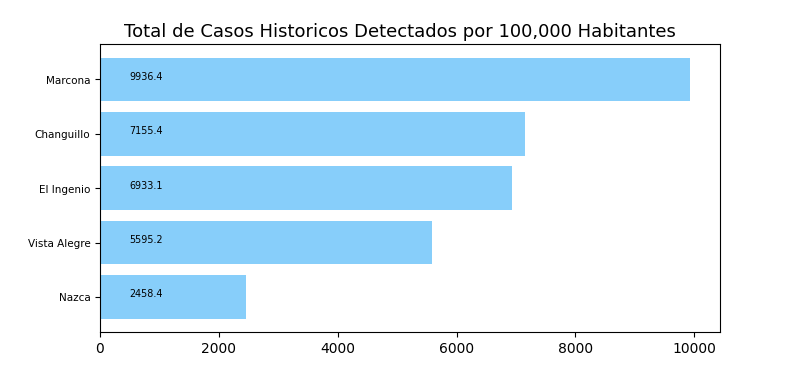 Total de Casos Historicos Detectados por 100,000 Habitantes
Marcona 9936.4
Changuillo 7155.4
El Ingenio 6933.1
Vista Alegre 5595.2
Nazca 2458.4
0 2000 4000 6000 8000 10000